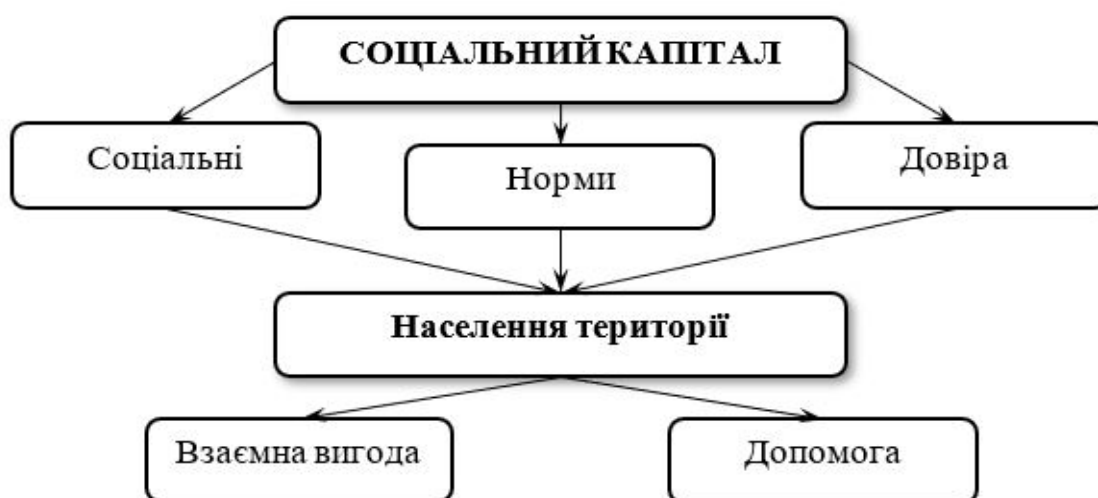 СОЦІАЛЬНИЙ КАПІТАЛ
Соціальні
Норми
Довіра
Населення території
Взаємна вигода
Допомога